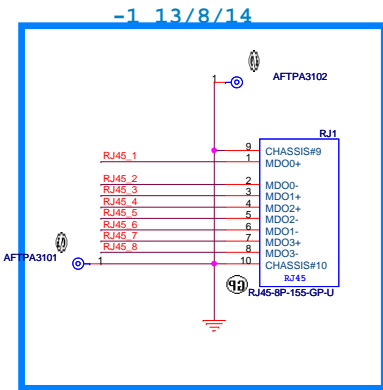 -1 13/8/14
1
AFTPA3102
RJ1
9 CHASSIS#9
RJ45_1 1 MDO0+
RJ45_2 2 MDO0-
RJ45_3 3 MDO1+
RJ45_4 4 MDO2+
RJ45_5 5 MDO2-
RJ45_6 6 MDO1-
RJ45_7 7 MDO3+
RJ45_8 8 MDO3-
AFTPA3101 1 10 CHASSIS#10
RJ45
RJ45-8P-155-GP-U